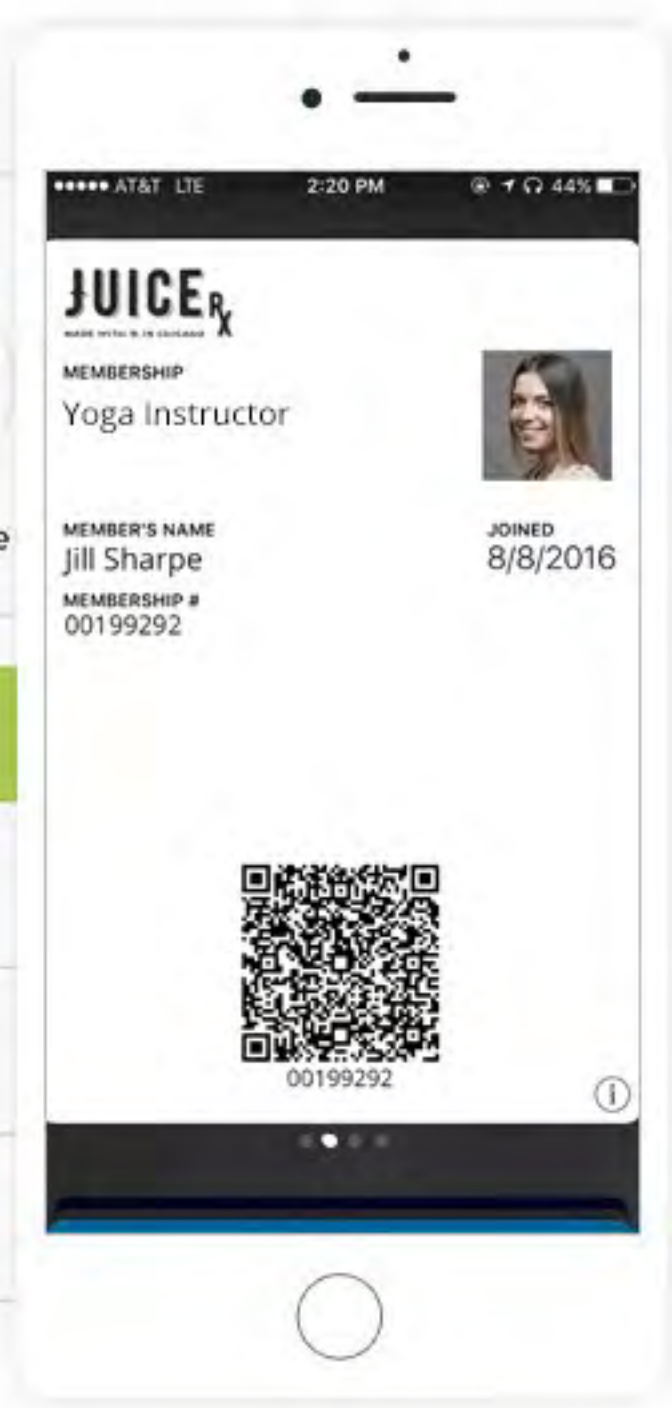 AT&T LTE 2:20 PM 44%
JUICE Rx
MEMBERSHIP
Yoga Instructor
e
MEMBER'S NAME JOINED
Jill Sharpe 8/8/2016
MEMBERSHIP #
00199292
00199292
i